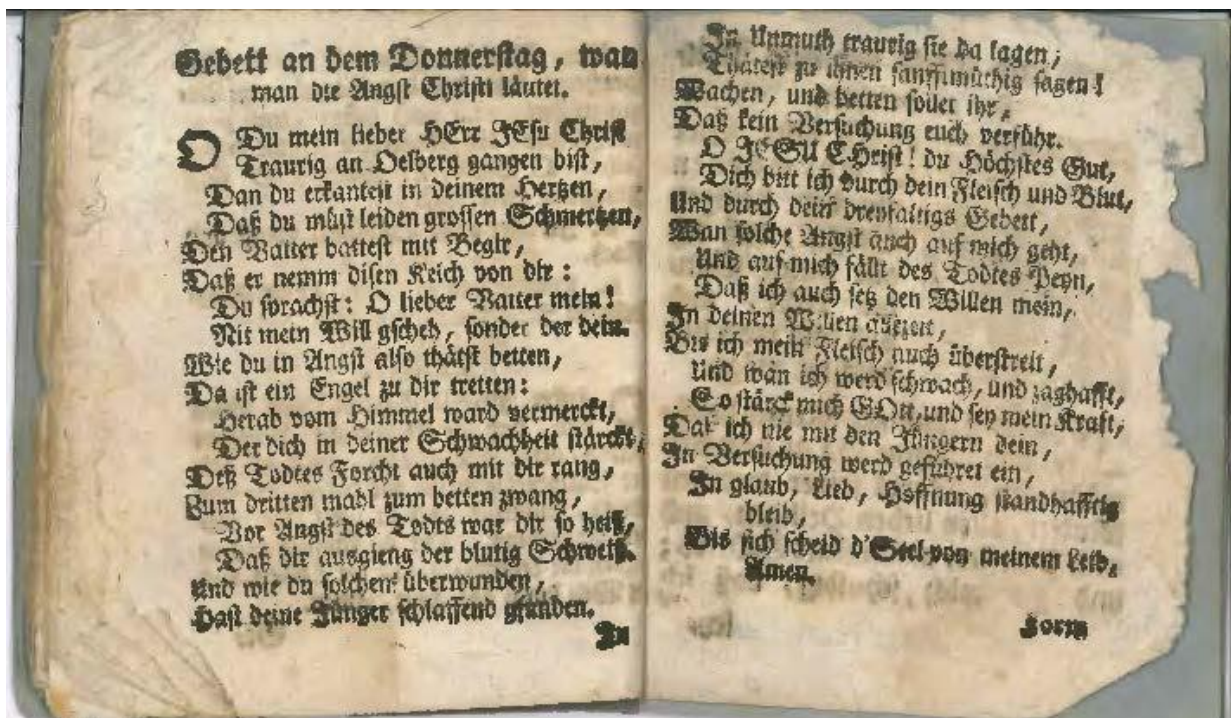 Gebett an dem Donnerstag, wan
man die Angst Christi läutet.
O Du mein lieber HErr JEsu Christ
Traurig an Oelberg gangen bist,
Dan du erkantest in deinem Hertzen,
Daß du müst leiden grossen Schmertzen,
Den Vatter battest mit Begir,
Daß er nemm disen Kelch von dir:
Du sprachst: O lieber Vatter mein!
Nit mein Will gscheh, sonder der dein.
Wie du in Angst also thätst betten,
Da ist ein Engel zu dir tretten:
Herab vom Himmel ward vermerckt,
Der dich in deiner Schwachheit stärckt,
Deß Todtes Forcht auch mit dir rang,
Zum dritten mahl zum betten zwang,
Vor Angst des Todts war dir so heiß,
Daß dir ausgieng der blutig Schweiß.
Und wie du solchen überwunden,
Hast deine Jünger schlaffend gfunden.
In
In Unmuth traurig sie da lagen;
Thätest zu ihnen sanfftmüthig sagen!
Wachen, und betten sollet ihr,
Daß kein Versuchung euch verführ.
O JESU CHrist! du Höchstes Gut,
Dich bitt ich durch dein Fleisch und Blut,
Und durch dein dreyfaltigs Gebett,
Wan solche Angst auch auf mich geht,
Und auf mich fällt des Todtes Peyn,
Daß ich auch setz den Willen mein,
In deinen Willen allzeit,
Bis ich mein Fleisch auch überstreit,
Und wan ich werd schwach, und zaghafft,
So stärck mich GOtt, und sey mein Krafft,
Daß ich nie mit den Jüngern dein,
In Versuchung werd geführet ein,
In glaub, Lieb, Hoffnung standhafftig
bleib,
Bis sich scheid d'Seel von meinem Leib,
Amen.
Form